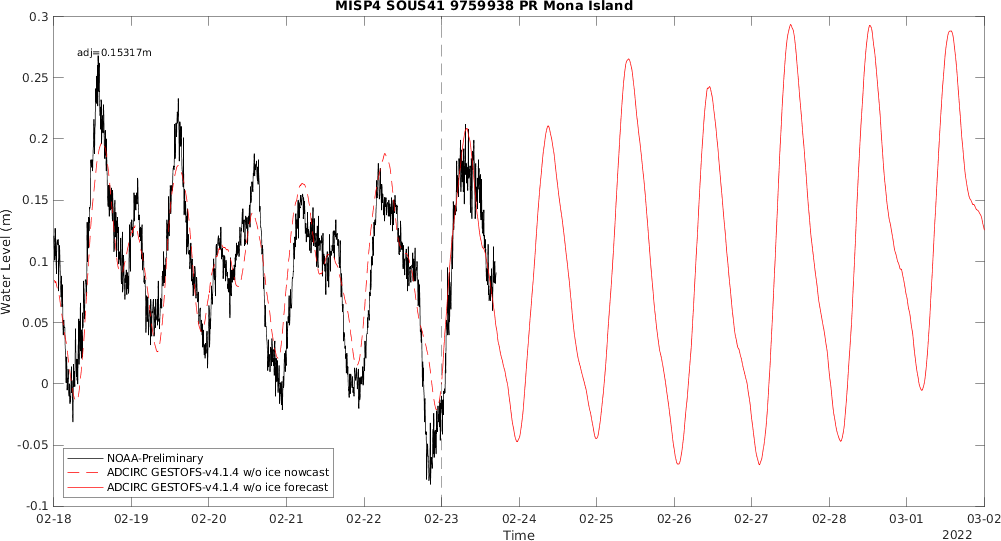 MISP4 SOUS41 9759938 PR Mona Island
adj=0.15317m
0.3
0.25
0.2
0.15
0.1
0.05
0
-0.05
-0.1
Water Level (m)
NOAA-Preliminary
ADCIRC GESTOFS-v4.1.4 w/o ice nowcast
ADCIRC GESTOFS-v4.1.4 w/o ice forecast
02-18 02-19 02-20 02-21 02-22 02-23 02-24 02-25 02-26 02-27 02-28 03-01 03-02
Time
2022